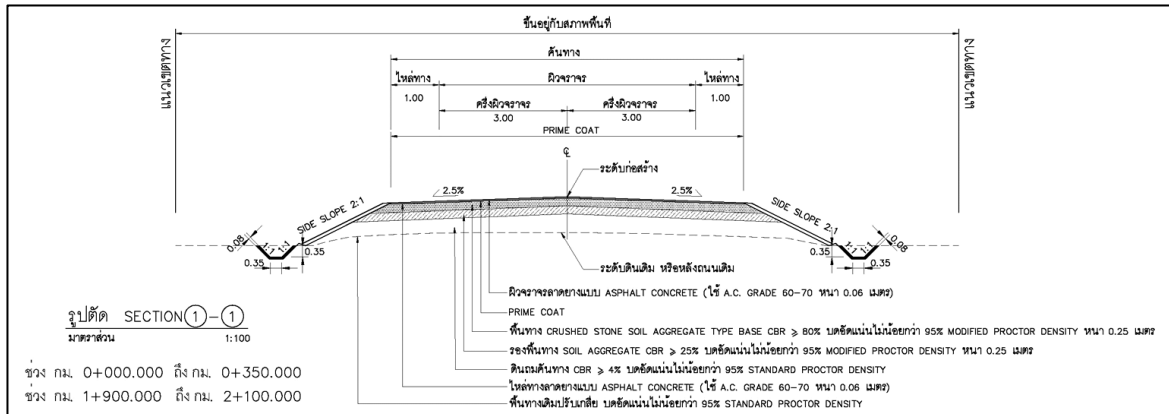 ขึ้นอยู่กับสภาพพื้นที่
แนวเขตทาง
แนวเขตทาง
คันทาง
ไหล่ทาง
ผิวจราจร
ไหล่ทาง
1.00
ครึ่งผิวจราจร
ครึ่งผิวจราจร
1.00
3.00
3.00
PRIME COAT
℄
ระดับก่อสร้าง
2.5%
2.5%
SIDE SLOPE 2:1
SIDE SLOPE 2:1
0.08
1:1
1:1
0.35
0.35
1:1
1:1
0.08
0.35
0.35
ระดับดินเดิม หรือหลังถนนเดิม
ผิวจราจรลาดยางแบบ ASPHALT CONCRETE (ใช้ A.C. GRADE 60-70 หนา 0.06 เมตร)
PRIME COAT
พื้นทาง CRUSHED STONE SOIL AGGREGATE TYPE BASE CBR ≥ 80% บดอัดแน่นไม่น้อยกว่า 95% MODIFIED PROCTOR DENSITY หนา 0.25 เมตร
รองพื้นทาง SOIL AGGREGATE CBR ≥ 25% บดอัดแน่นไม่น้อยกว่า 95% MODIFIED PROCTOR DENSITY หนา 0.25 เมตร
ดินถมคันทาง CBR ≥ 4% บดอัดแน่นไม่น้อยกว่า 95% STANDARD PROCTOR DENSITY
ไหล่ทางลาดยางแบบ ASPHALT CONCRETE (ใช้ A.C. GRADE 60-70 หนา 0.06 เมตร)
พื้นทางเดิมปรับเกลี่ย บดอัดแน่นไม่น้อยกว่า 95% STANDARD PROCTOR DENSITY
รูปตัด SECTION 1-1
มาตราส่วน 1:100
ช่วง กม. 0+000.000 ถึง กม. 0+350.000
ช่วง กม. 1+900.000 ถึง กม. 2+100.000